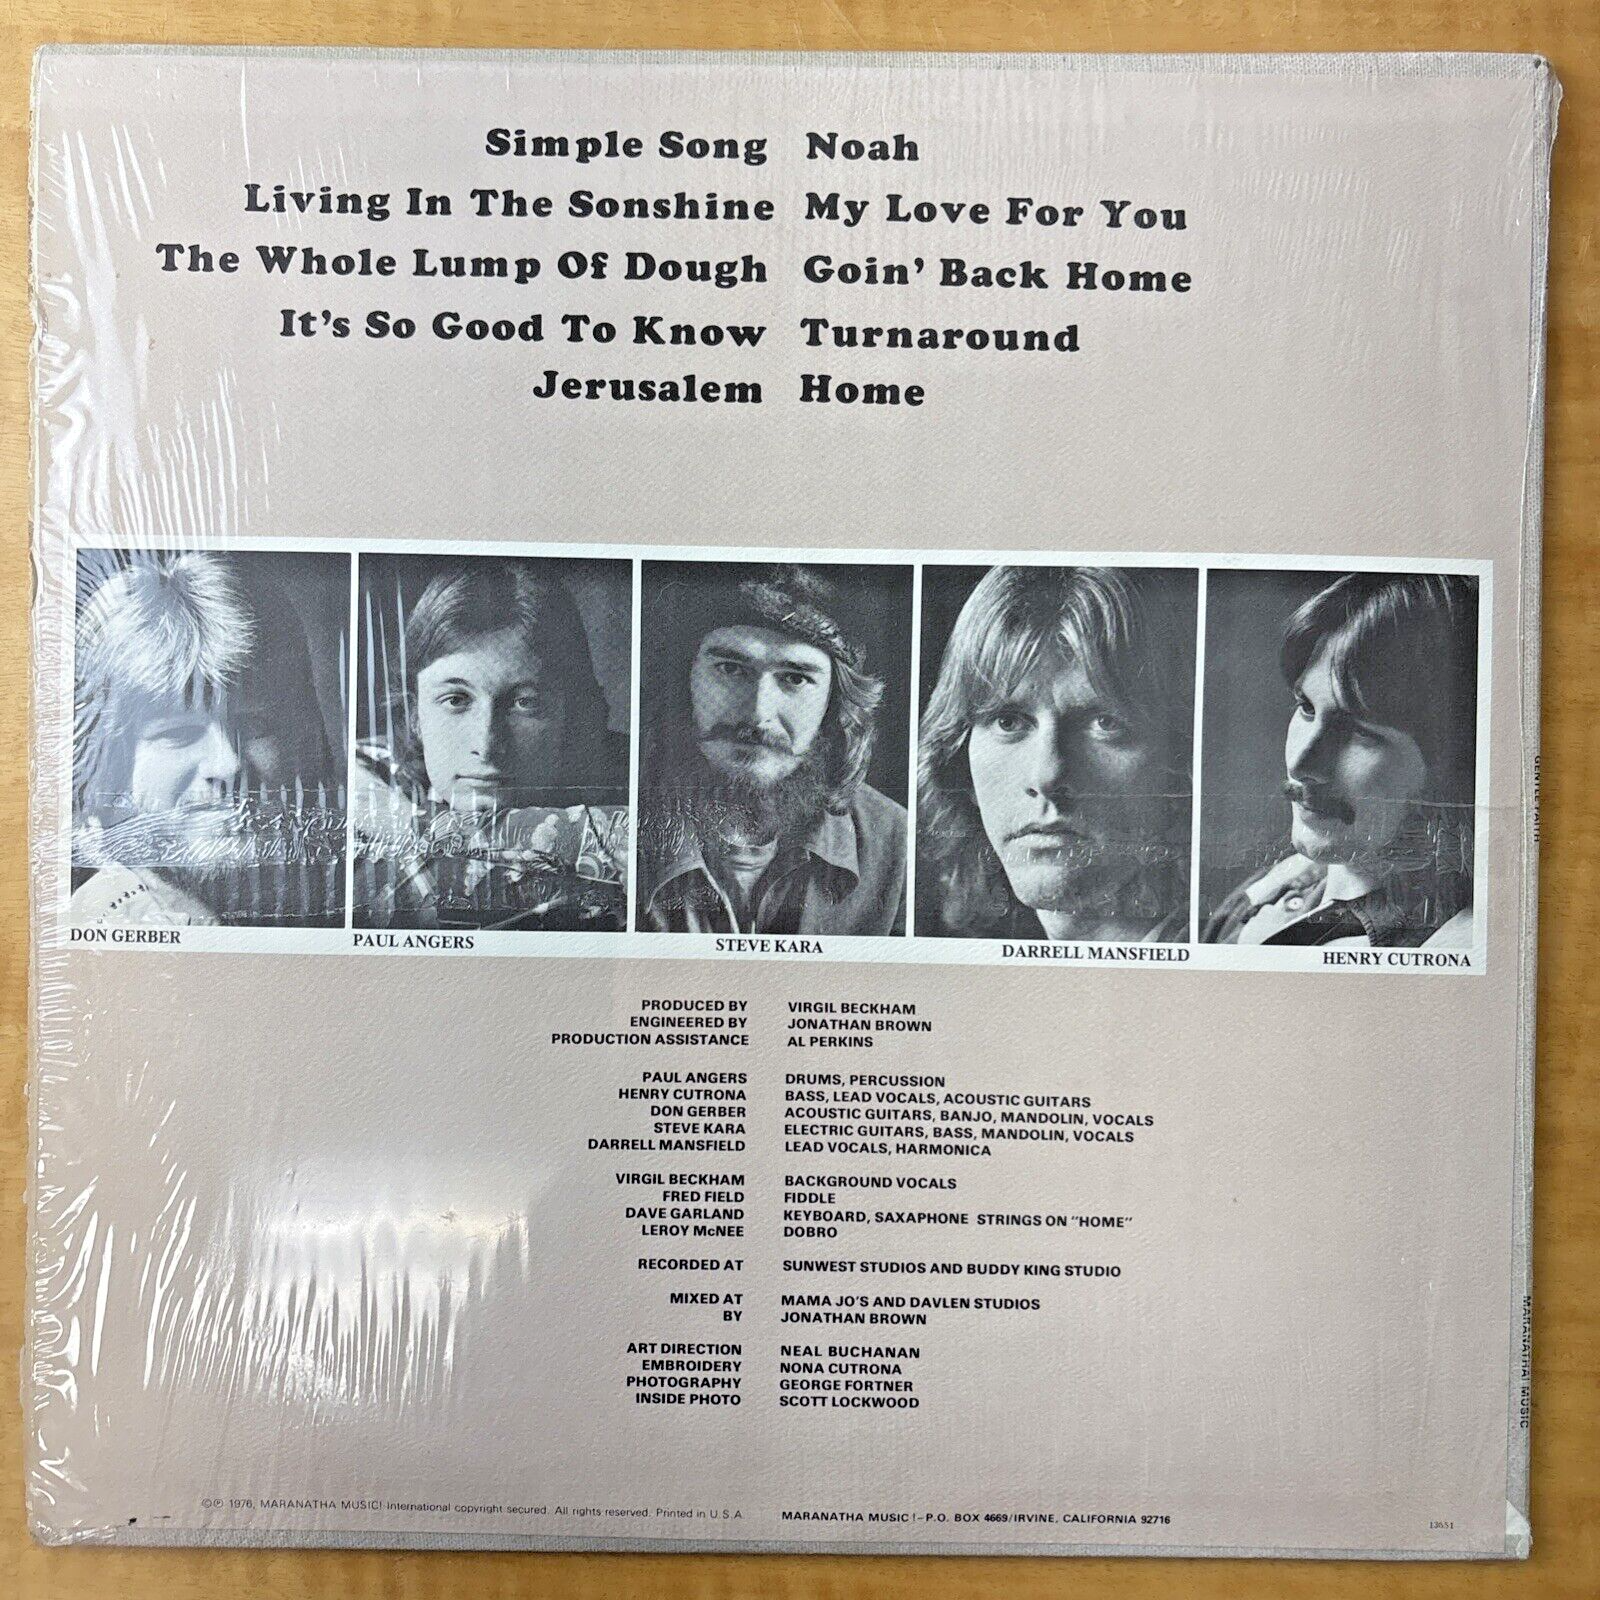 Simple Song Noah
Living In The Sonshine My Love For You
The Whole Lump Of Dough Goin' Back Home
It's So Good To Know Turnaround
Jerusalem Home
DON GERBER PAUL ANGERS STEVE KARA DARRELL MANSFIELD HENRY CUTRONA
PRODUCED BY VIRGIL BECKHAM
ENGINEERED BY JONATHAN BROWN
PRODUCTION ASSISTANCE AL PERKINS
PAUL ANGERS DRUMS, PERCUSSION
HENRY CUTRONA BASS, LEAD VOCALS, ACOUSTIC GUITARS
DON GERBER ACOUSTIC GUITARS, BANJO, MANDOLIN, VOCALS
STEVE KARA ELECTRIC GUITARS, BASS, MANDOLIN, VOCALS
DARRELL MANSFIELD LEAD VOCALS, HARMONICA
VIRGIL BECKHAM BACKGROUND VOCALS
FRED FIELD FIDDLE
DAVE GARLAND KEYBOARD, SAXAPHONE STRINGS ON "HOME"
LEROY McNEE DOBRO
RECORDED AT SUNWEST STUDIOS AND BUDDY KING STUDIO
MIXED AT MAMA JO'S AND DAVLEN STUDIOS
BY JONATHAN BROWN
ART DIRECTION NEAL BUCHANAN
EMBROIDERY NONA CUTRONA
PHOTOGRAPHY GEORGE FORTNER
INSIDE PHOTO SCOTT LOCKWOOD
©℗ 1976, MARANATHA MUSIC! International copyright secured. All rights reserved. Printed in U.S.A. MARANATHA MUSIC!–P.O. BOX 4669/IRVINE, CALIFORNIA 92716
13651
GENTLE FAITH
MARANATHA! MUSIC